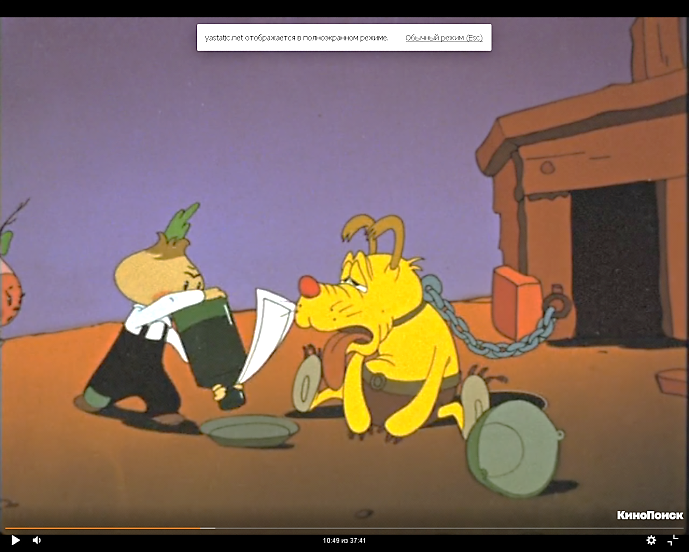 yastatic.net отображается в полноэкранном режиме. Обычный режим (Esc)
КиноПоиск
10:49 из 37:41